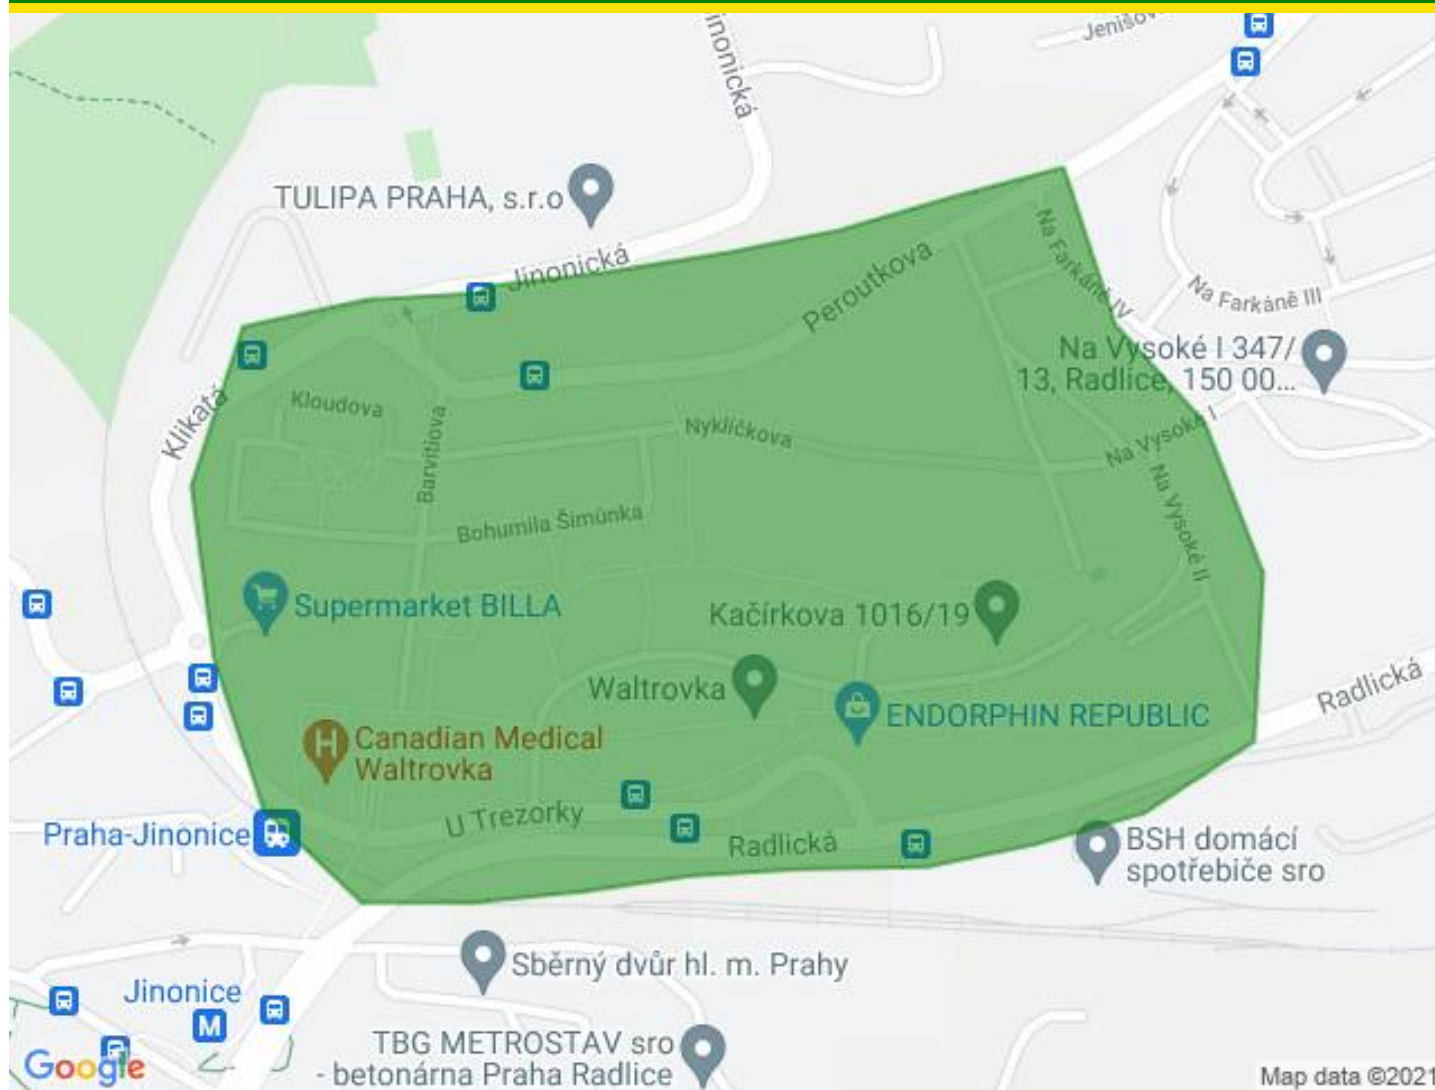 Jinonická
Jenišov
TULIPA PRAHA, s.r.o
Jinonická
Peroutkova
Na Farkáně IV
Na Farkáně III
Na Vysoké I 347/
13, Radlice, 150 00...
Klikatá
Kloudova
Barvitiova
Nyklíčkova
Na Vysoké I
Na Vysoké II
Bohumila Šimůnka
Supermarket BILLA
Kačírkova 1016/19
Waltrovka
ENDORPHIN REPUBLIC
Radlická
Canadian Medical
Waltrovka
U Trezorky
Praha-Jinonice
Radlická
BSH domácí
spotřebiče sro
Sběrný dvůr hl. m. Prahy
Jinonice
M
TBG METROSTAV sro
- betonárna Praha Radlice
Google
Map data ©2021